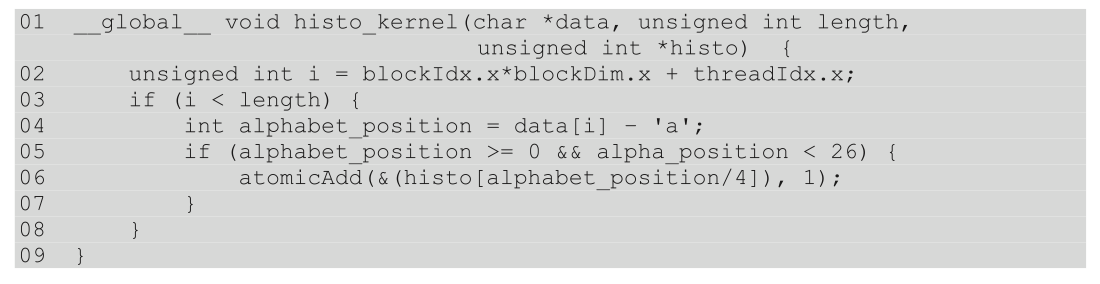 01  __global__ void histo_kernel(char *data, unsigned int length,
                               unsigned int *histo)  {
02      unsigned int i = blockIdx.x*blockDim.x + threadIdx.x;
03      if (i < length) {
04          int alphabet_position = data[i] - 'a';
05          if (alphabet_position >= 0 && alpha_position < 26) {
06              atomicAdd(&(histo[alphabet_position/4]), 1);
07          }
08      }
09  }